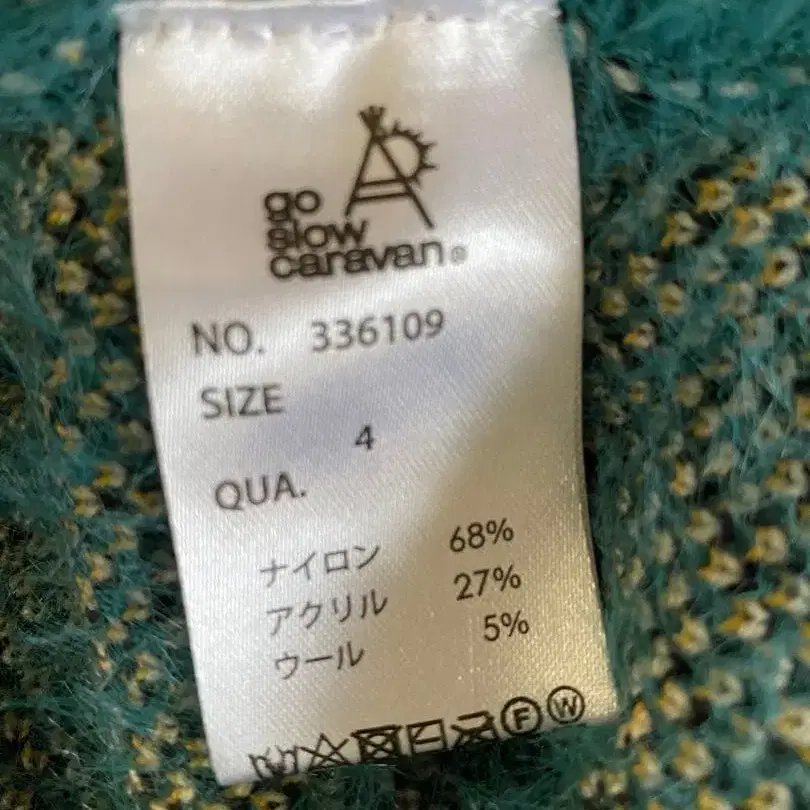 go
slow
caravan®
NO. 336109
SIZE
4
QUA.
ナイロン 68%
アクリル 27%
ウール 5%
F W